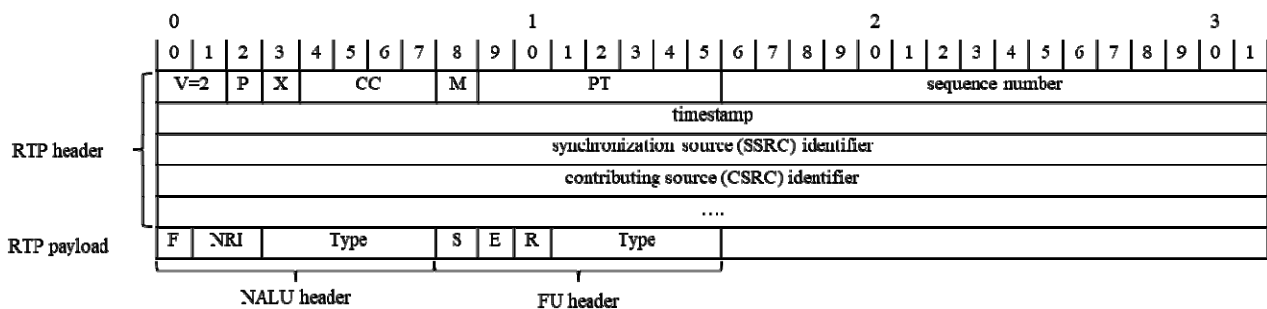 0 1 2 3
0 1 2 3 4 5 6 7 8 9 0 1 2 3 4 5 6 7 8 9 0 1 2 3 4 5 6 7 8 9 0 1
V=2 P X CC M PT sequence number
timestamp
RTP header synchronization source (SSRC) identifier
contributing source (CSRC) identifier
....
RTP payload F NRI Type S E R Type
NALU header FU header